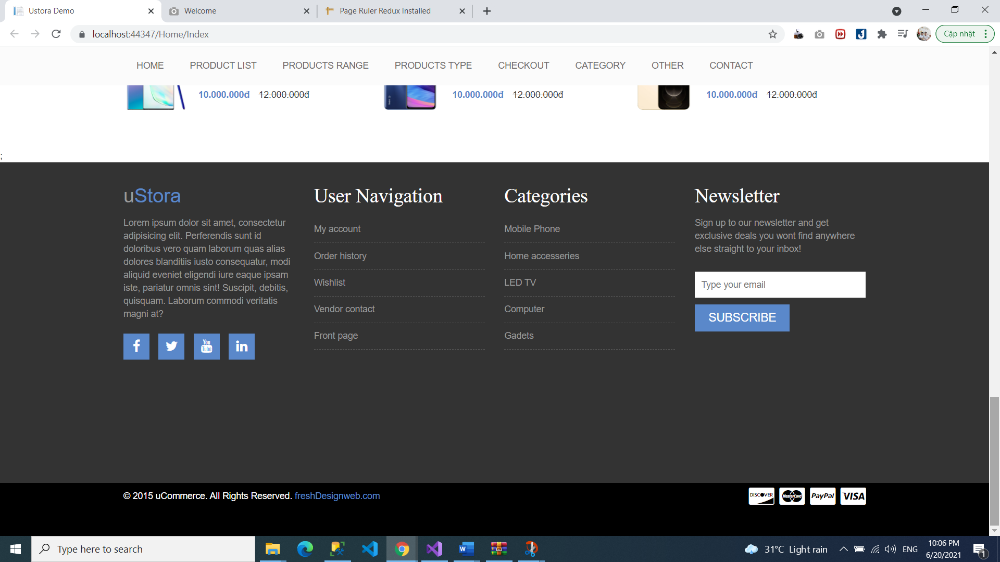 Ustora Demo
Welcome
Page Ruler Redux Installed
localhost:44347/Home/Index
Cập nhật
HOME PRODUCT LIST PRODUCTS RANGE PRODUCTS TYPE CHECKOUT CATEGORY OTHER CONTACT
10.000.000đ 12.000.000đ
10.000.000đ 12.000.000đ
10.000.000đ 12.000.000đ
;
uStora
Lorem ipsum dolor sit amet, consectetur
adipisicing elit. Perferendis sunt id
doloribus vero quam laborum quas alias
dolores blanditiis iusto consequatur, modi
aliquid eveniet eligendi iure eaque ipsam
iste, pariatur omnis sint! Suscipit, debitis,
quisquam. Laborum commodi veritatis
magni at?
You
Tube
User Navigation
My account
Order history
Wishlist
Vendor contact
Front page
Categories
Mobile Phone
Home accesseries
LED TV
Computer
Gadets
Newsletter
Sign up to our newsletter and get
exclusive deals you wont find anywhere
else straight to your inbox!
Type your email
SUBSCRIBE
© 2015 uCommerce. All Rights Reserved. freshDesignweb.com
DISCOVER MasterCard PayPal VISA
Type here to search
31°C Light rain
ENG
10:06 PM
6/20/2021
1